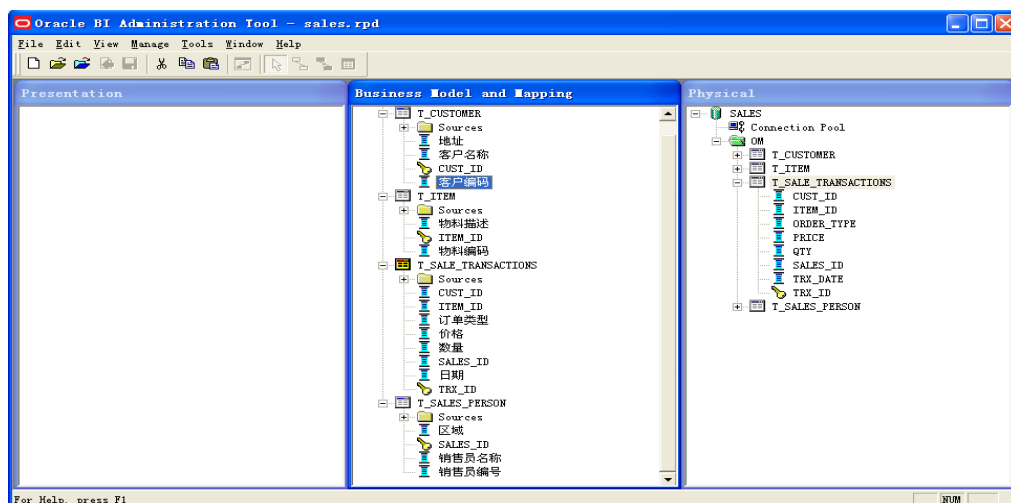 Oracle BI Administration Tool - sales.rpd
File Edit View Manage Tools Window Help
Presentation
Business Model and Mapping
T_CUSTOMER
Sources
地址
客户名称
CUST_ID
客户编码
T_ITEM
Sources
物料描述
ITEM_ID
物料编码
T_SALE_TRANSACTIONS
Sources
CUST_ID
ITEM_ID
订单类型
价格
数量
SALES_ID
日期
TRX_ID
T_SALES_PERSON
Sources
区域
SALES_ID
销售员名称
销售员编号
Physical
SALES
Connection Pool
OM
T_CUSTOMER
T_ITEM
T_SALE_TRANSACTIONS
CUST_ID
ITEM_ID
ORDER_TYPE
PRICE
QTY
SALES_ID
TRX_DATE
TRX_ID
T_SALES_PERSON
For Help, press F1
NUM